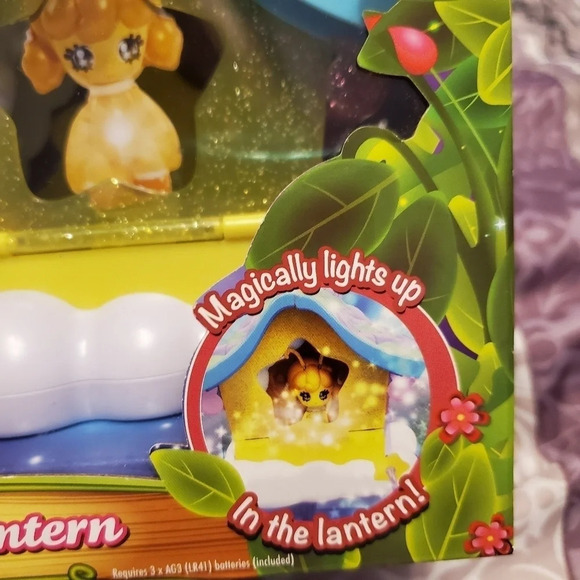 Magically lights up
In the lantern!
ntern
Requires 3 x AG3 (LR41) batteries (included)